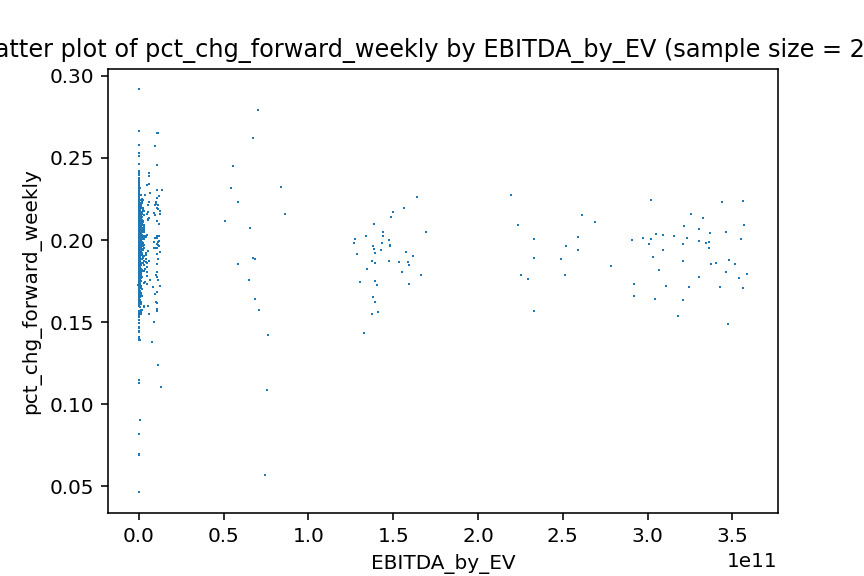 atter plot of pct_chg_forward_weekly by EBITDA_by_EV (sample size = 2
0.30
0.25
0.20
0.15
0.10
0.05
pct_chg_forward_weekly
0.0 0.5 1.0 1.5 2.0 2.5 3.0 3.5
1e11
EBITDA_by_EV